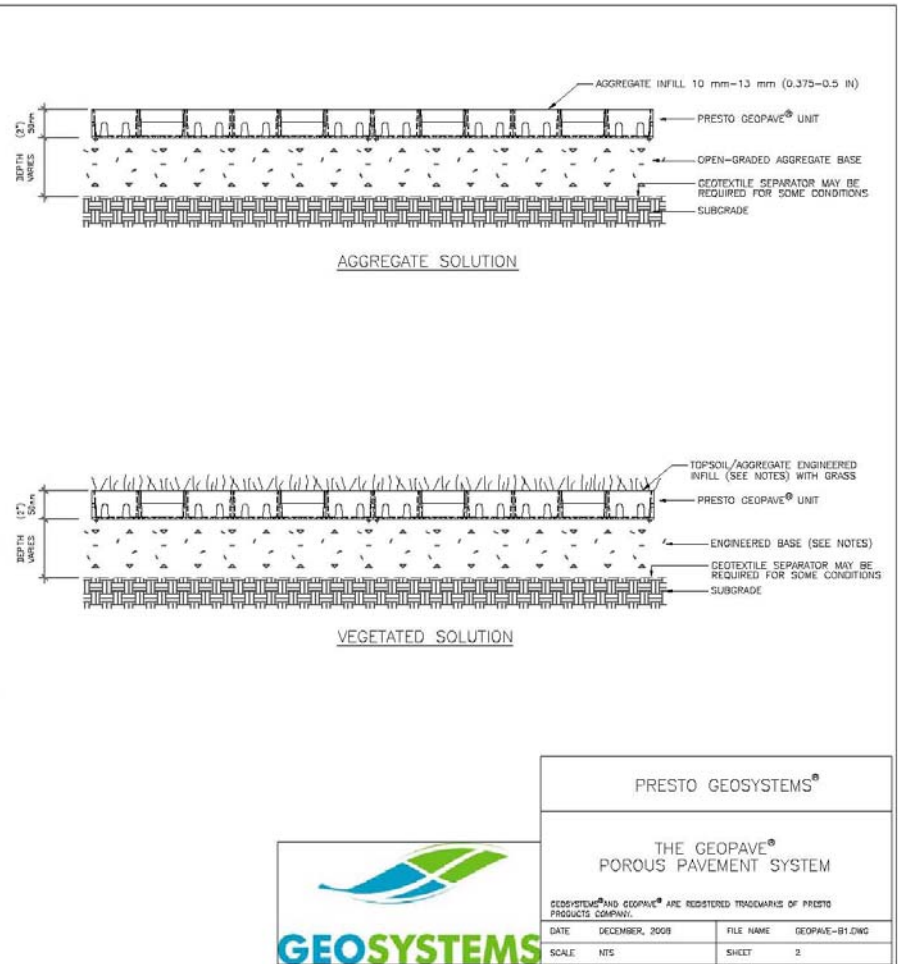 AGGREGATE INFILL 10 mm-13 mm (0.375-0.5 IN)
PRESTO GEOPAVE® UNIT
(2")
50mm
DEPTH
VARIES
OPEN-GRADED AGGREGATE BASE
GEOTEXTILE SEPARATOR MAY BE
REQUIRED FOR SOME CONDITIONS
SUBGRADE
AGGREGATE SOLUTION
TOPSOIL/AGGREGATE ENGINEERED
INFILL (SEE NOTES) WITH GRASS
PRESTO GEOPAVE® UNIT
(2")
50mm
DEPTH
VARIES
ENGINEERED BASE (SEE NOTES)
GEOTEXTILE SEPARATOR MAY BE
REQUIRED FOR SOME CONDITIONS
SUBGRADE
VEGETATED SOLUTION
PRESTO GEOSYSTEMS®
THE GEOPAVE®
POROUS PAVEMENT SYSTEM
GEOSYSTEMS® AND GEOPAVE® ARE REGISTERED TRADEMARKS OF PRESTO
PRODUCTS COMPANY.
DATE DECEMBER, 2009 FILE NAME GEOPAVE-B1.DWG
SCALE NTS SHEET 2
GEOSYSTEMS